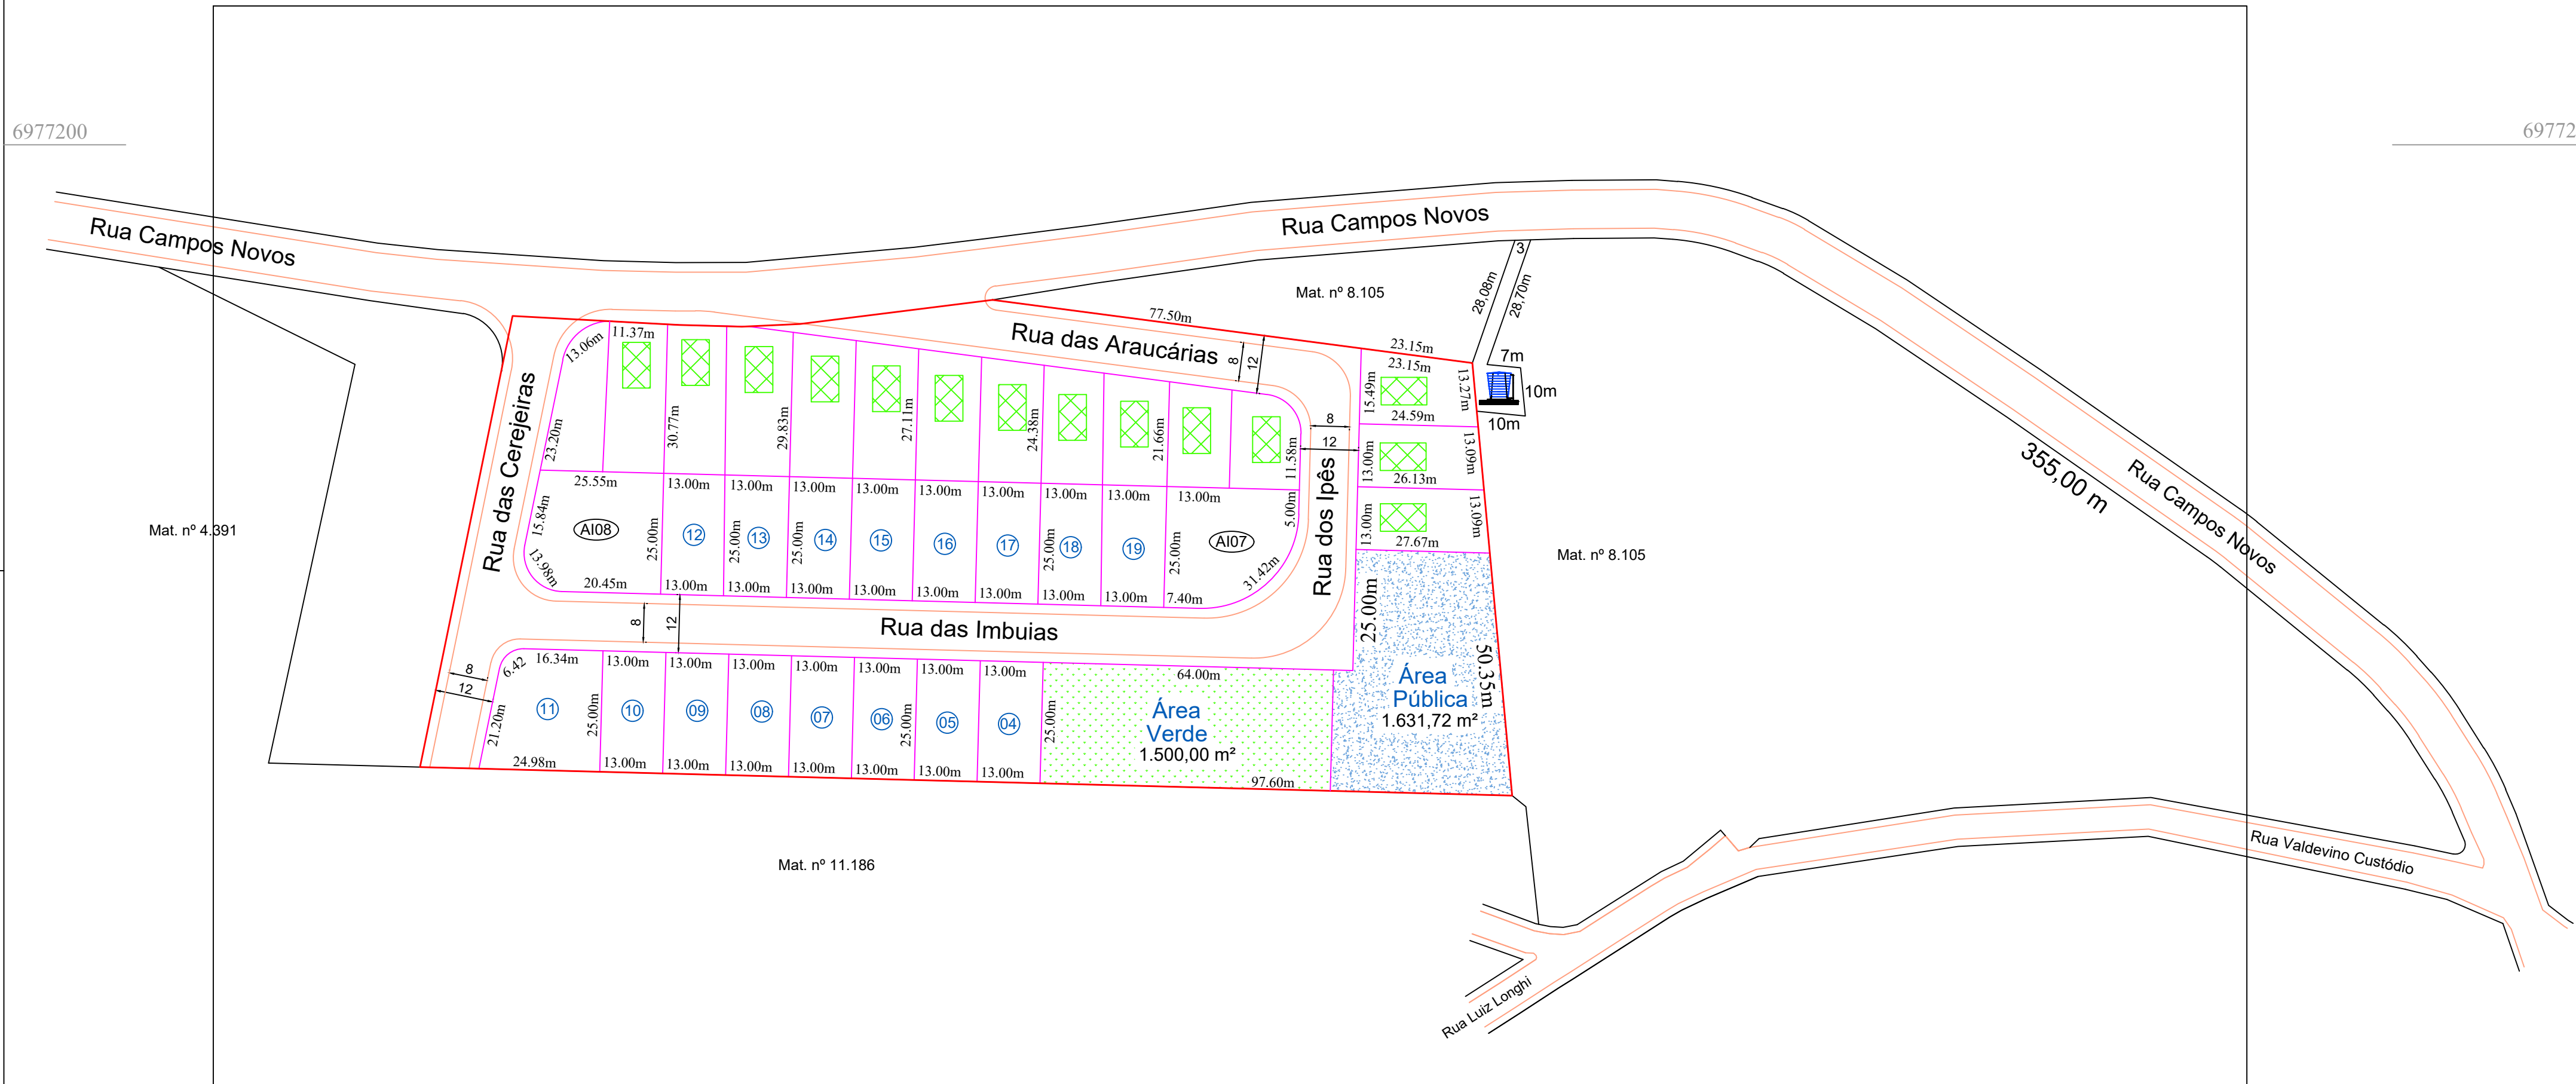 6977200
69772
Rua Campos Novos
Rua Campos Novos
3
28,08m
28,70m
Mat. nº 8.105
77.50m
Rua das Araucárias
8
12
23.15m
23.15m
7m
10m
10m
11.37m
13.06m
15.49m
13.27m
24.59m
Rua das Cerejeiras
23.20m
30.77m
29.83m
27.11m
24.38m
21.66m
11.58m
8
12
13.00m
13.09m
26.13m
355,00 m
Rua Campos Novos
25.55m
13.00m
13.00m
13.00m
13.00m
13.00m
13.00m
13.00m
13.00m
13.00m
5.00m
Rua dos Ipês
13.00m
13.09m
27.67m
Mat. nº 4.391
15.84m
AI08
25.00m
12
25.00m
13
25.00m
14
15
16
17
25.00m
18
19
25.00m
AI07
31.42m
Mat. nº 8.105
13.98m
20.45m
13.00m
13.00m
13.00m
13.00m
13.00m
13.00m
13.00m
13.00m
7.40m
8
12
Rua das Imbuias
25.00m
50.35m
8
12
6.42
16.34m
13.00m
13.00m
13.00m
13.00m
13.00m
13.00m
13.00m
64.00m
Área
Pública
1.631,72 m²
21.20m
11
25.00m
10
09
08
07
06
25.00m
05
04
25.00m
Área
Verde
1.500,00 m²
24.98m
13.00m
13.00m
13.00m
13.00m
13.00m
13.00m
13.00m
97.60m
Mat. nº 11.186
Rua Valdevino Custódio
Rua Luiz Longhi